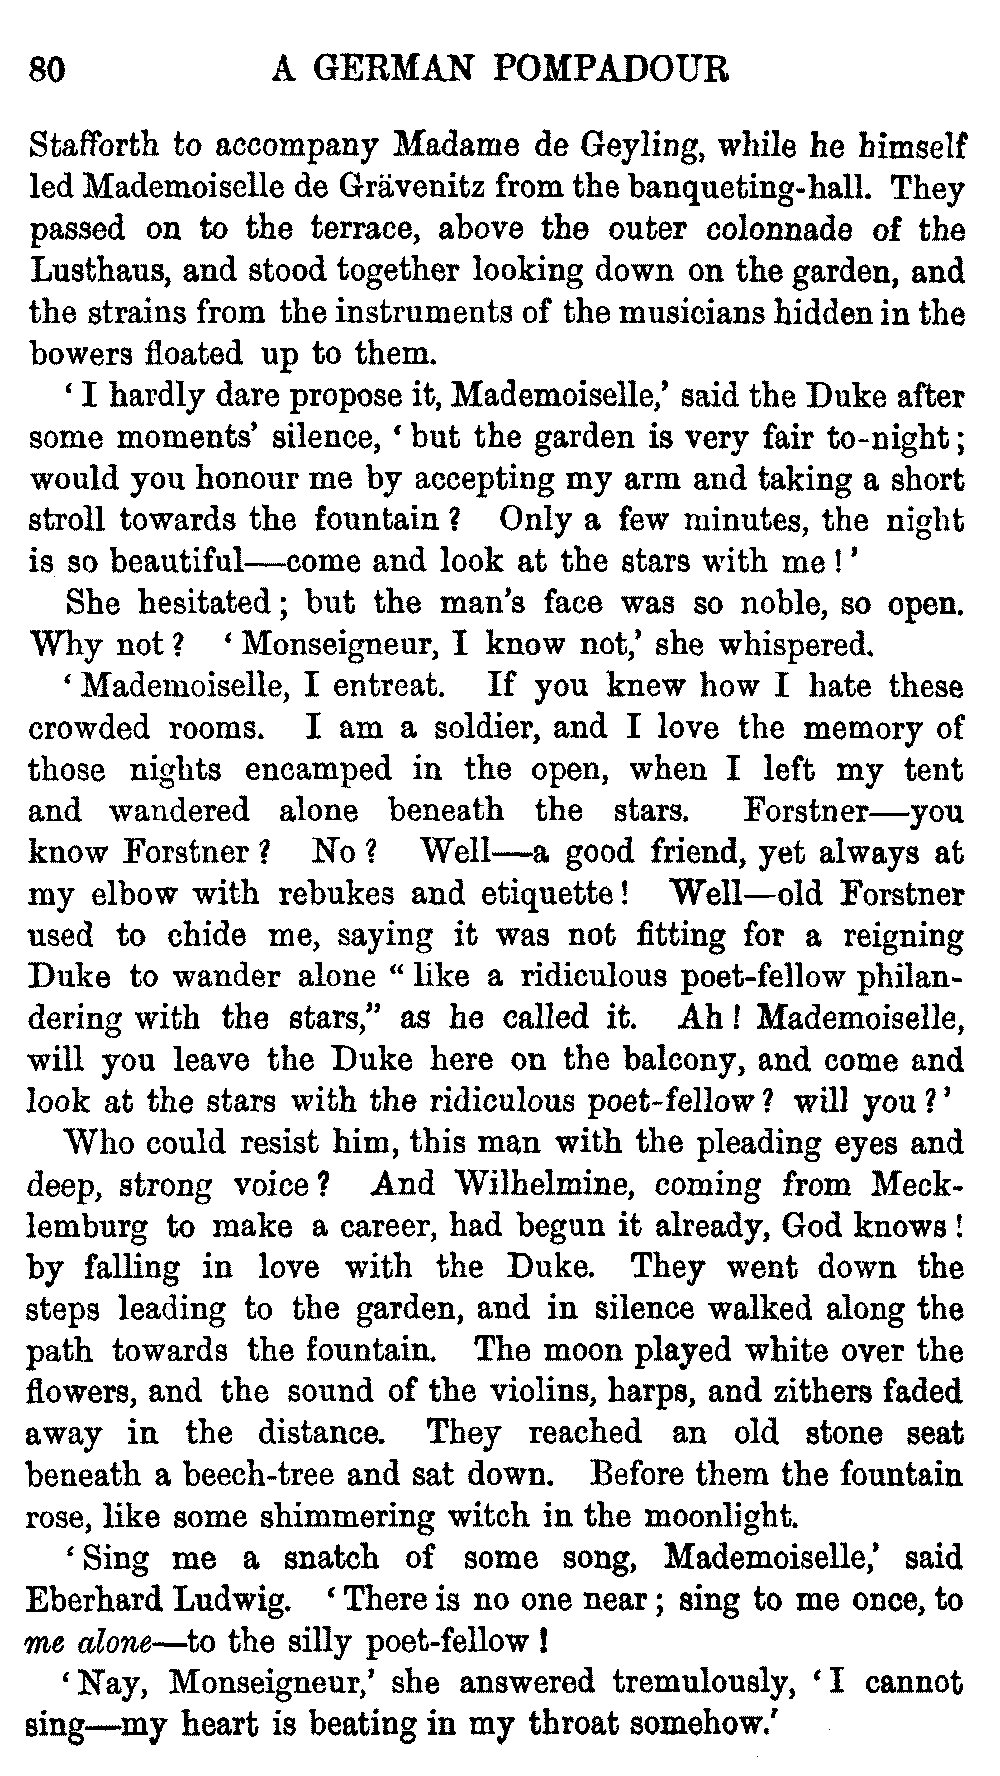 80 A GERMAN POMPADOUR
Stafforth to accompany Madame de Geyling, while he himself
led Mademoiselle de Grävenitz from the banqueting-hall. They
passed on to the terrace, above the outer colonnade of the
Lusthaus, and stood together looking down on the garden, and
the strains from the instruments of the musicians hidden in the
bowers floated up to them.
‘I hardly dare propose it, Mademoiselle,’ said the Duke after
some moments’ silence, ‘but the garden is very fair to-night;
would you honour me by accepting my arm and taking a short
stroll towards the fountain? Only a few minutes, the night
is so beautiful—come and look at the stars with me!’
She hesitated; but the man’s face was so noble, so open.
Why not? ‘Monseigneur, I know not,’ she whispered.
‘Mademoiselle, I entreat. If you knew how I hate these
crowded rooms. I am a soldier, and I love the memory of
those nights encamped in the open, when I left my tent
and wandered alone beneath the stars. Forstner—you
know Forstner? No? Well—a good friend, yet always at
my elbow with rebukes and etiquette! Well—old Forstner
used to chide me, saying it was not fitting for a reigning
Duke to wander alone “like a ridiculous poet-fellow philan-
dering with the stars,” as he called it. Ah! Mademoiselle,
will you leave the Duke here on the balcony, and come and
look at the stars with the ridiculous poet-fellow? will you?’
Who could resist him, this man with the pleading eyes and
deep, strong voice? And Wilhelmine, coming from Meck-
lemburg to make a career, had begun it already, God knows!
by falling in love with the Duke. They went down the
steps leading to the garden, and in silence walked along the
path towards the fountain. The moon played white over the
flowers, and the sound of the violins, harps, and zithers faded
away in the distance. They reached an old stone seat
beneath a beech-tree and sat down. Before them the fountain
rose, like some shimmering witch in the moonlight.
‘Sing me a snatch of some song, Mademoiselle,’ said
Eberhard Ludwig. ‘There is no one near; sing to me once, to
me alone—to the silly poet-fellow!
‘Nay, Monseigneur,’ she answered tremulously, ‘I cannot
sing—my heart is beating in my throat somehow.’